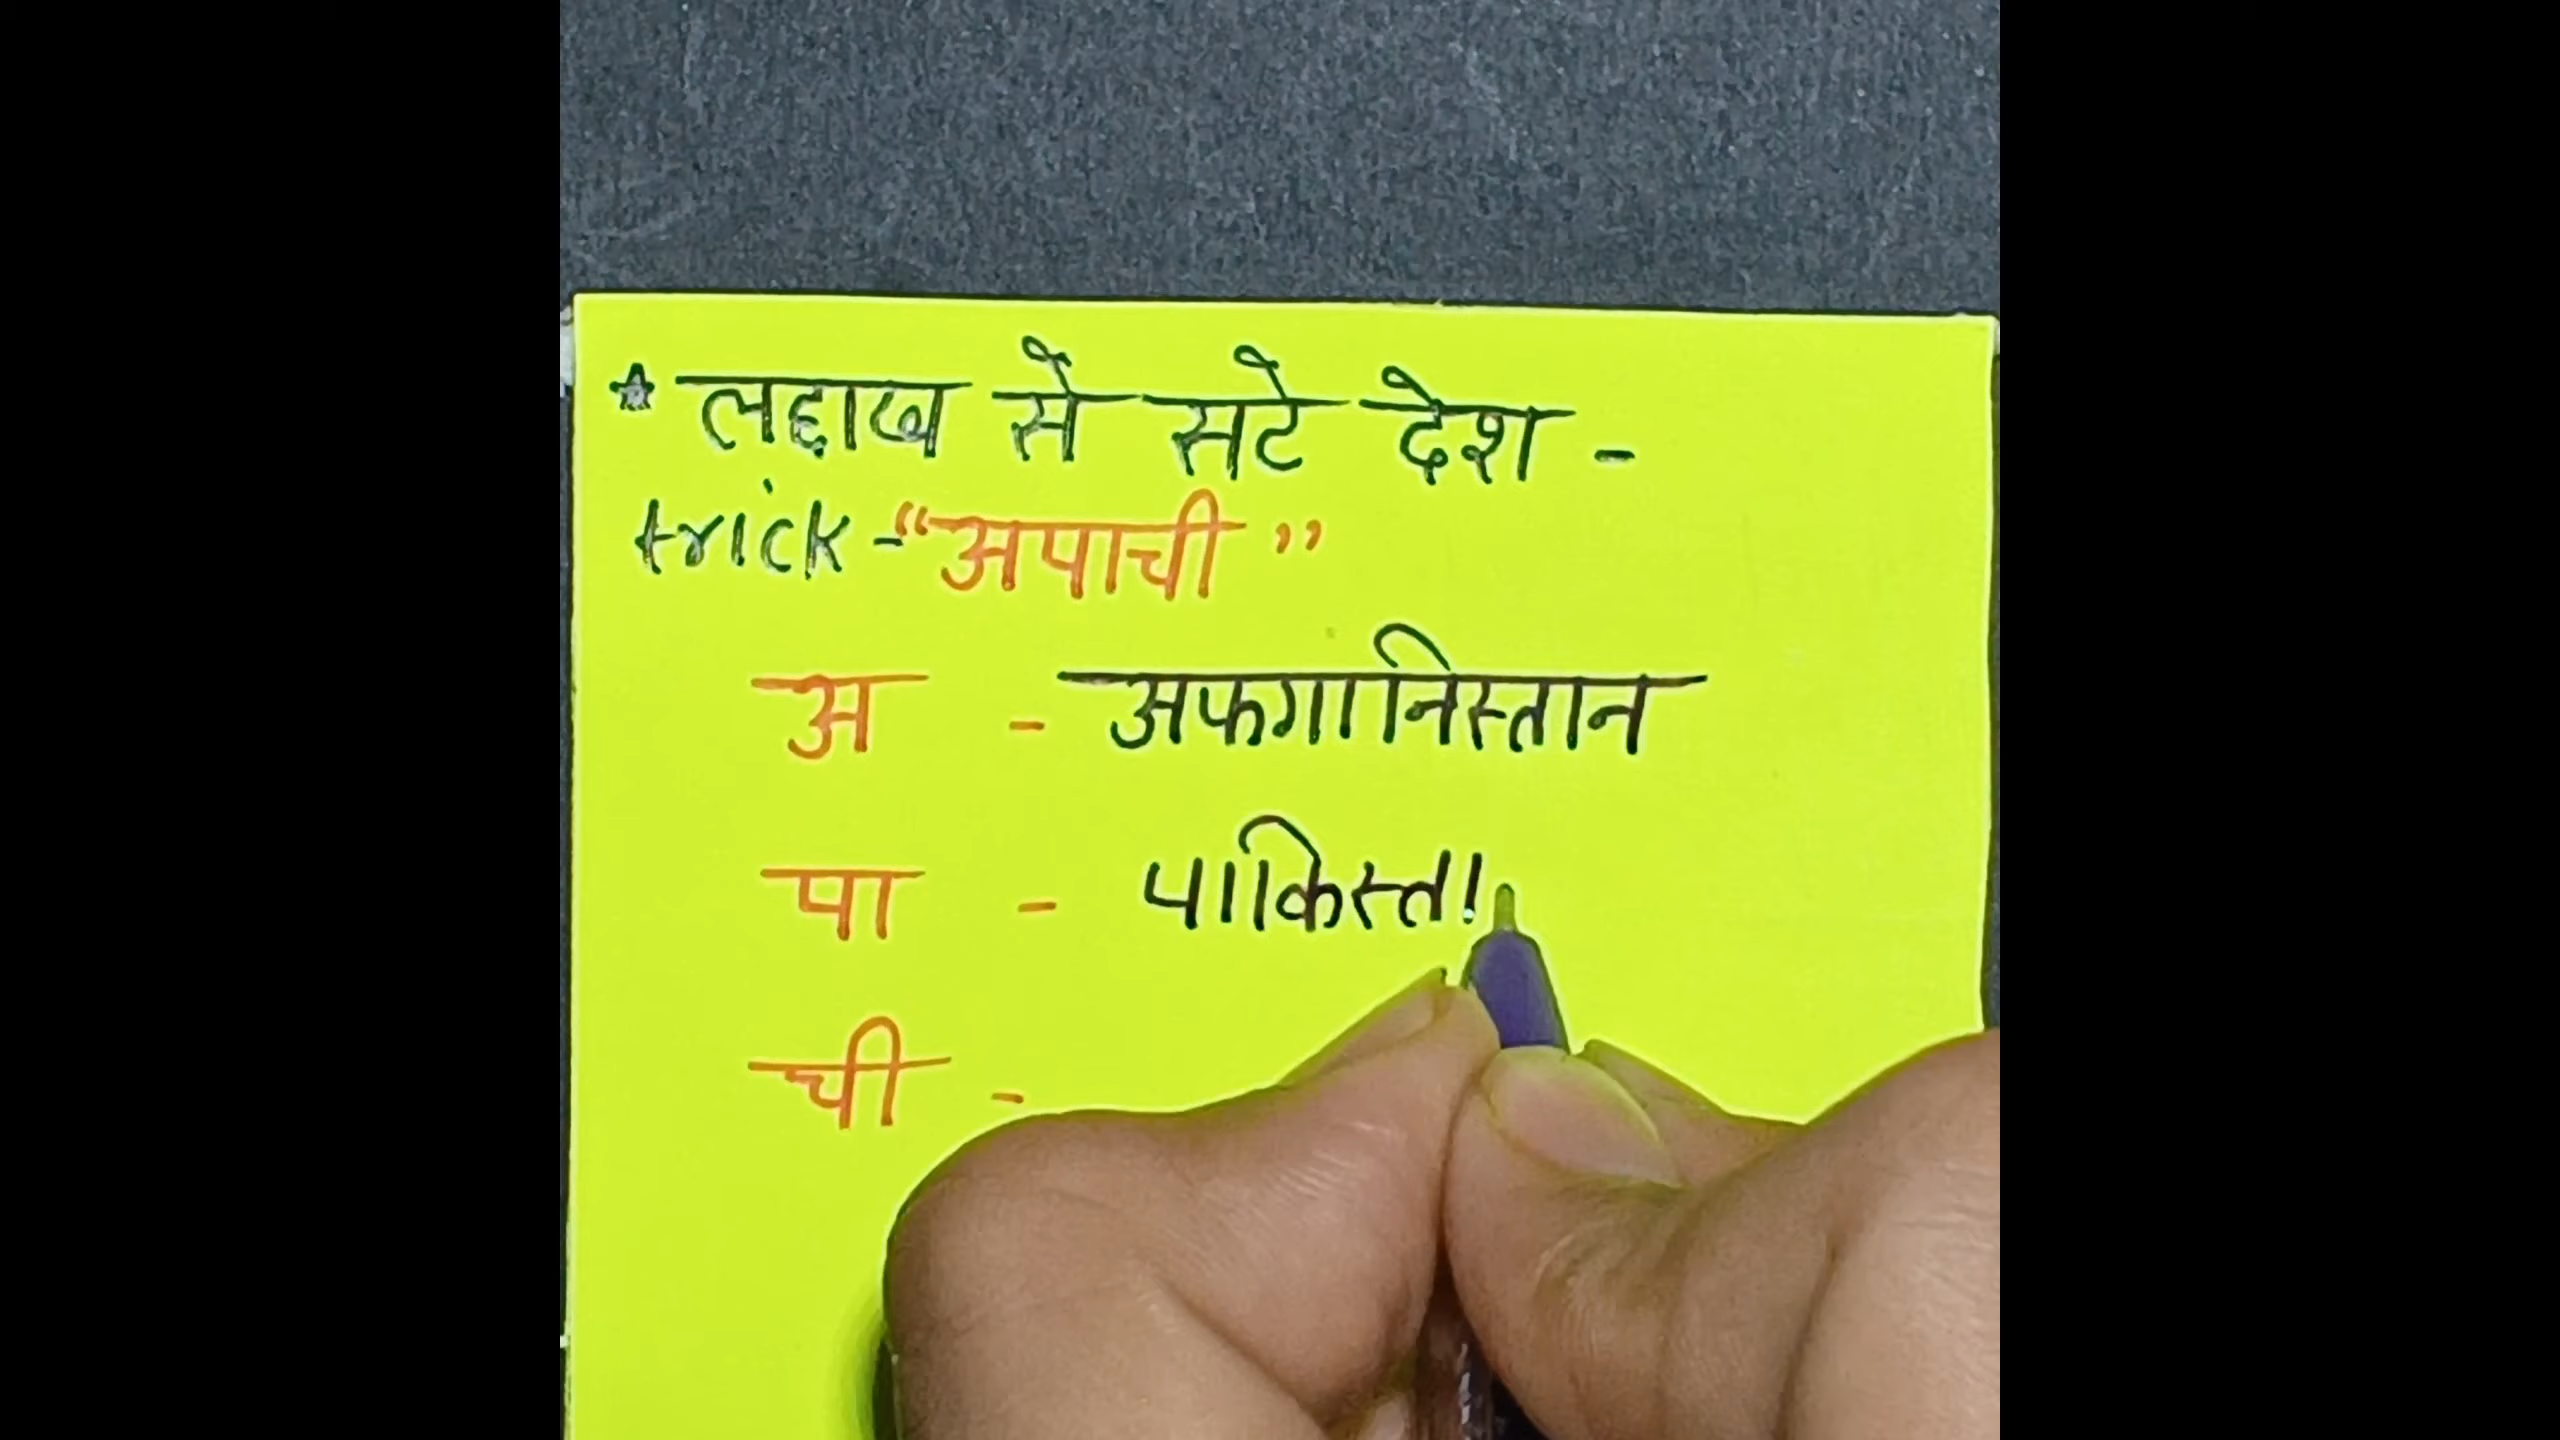 * लद्दाख से सटे देश -
trick - “अपाची”
अ - अफगानिस्तान
पा - पाकिस्ता
ची -